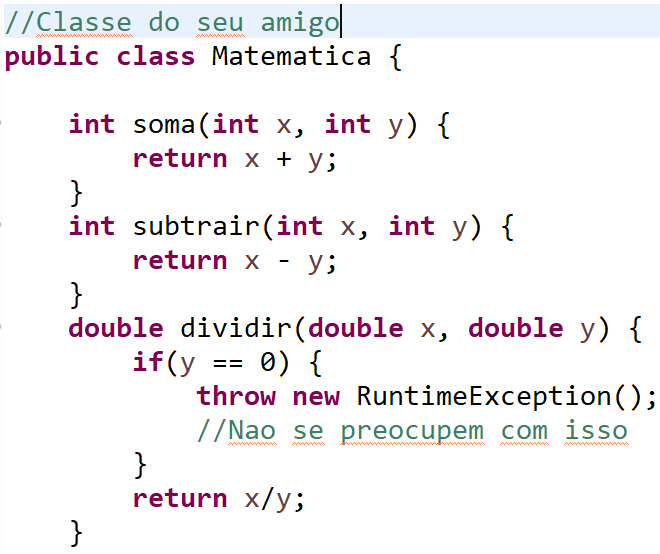 //Classe do seu amigo
public class Matematica {
int soma(int x, int y) {
return x + y;
}
int subtrair(int x, int y) {
return x - y;
}
double dividir(double x, double y) {
if(y == 0) {
throw new RuntimeException();
//Nao se preocupem com isso
}
return x/y;
}